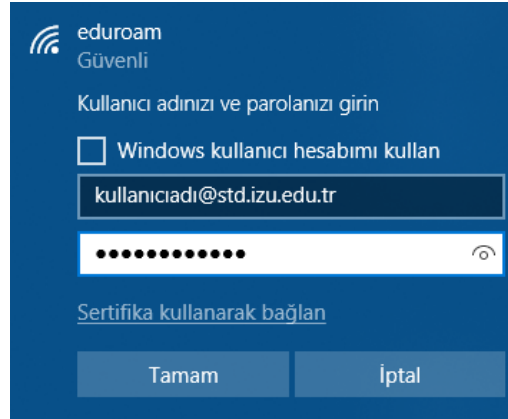 eduroam
Güvenli
Kullanıcı adınızı ve parolanızı girin
Windows kullanıcı hesabımı kullan
kullanıcıadı@std.izu.edu.tr
••••••••••••
Sertifika kullanarak bağlan
Tamam İptal